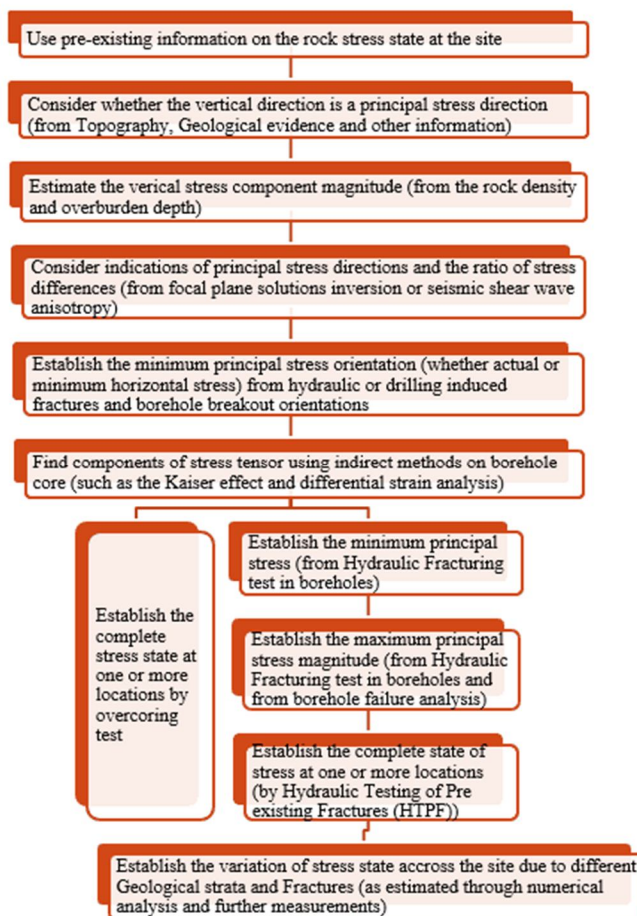 Use pre-existing information on the rock stress state at the site
Consider whether the vertical direction is a principal stress direction
(from Topography, Geological evidence and other information)
Estimate the verical stress component magnitude (from the rock density
and overburden depth)
Consider indications of principal stress directions and the ratio of stress
differences (from focal plane solutions inversion or seismic shear wave
anisotropy)
Establish the minimum principal stress orientation (whether actual or
minimum horizontal stress) from hydraulic or drilling induced
fractures and borehole breakout orientations
Find components of stress tensor using indirect methods on borehole
core (such as the Kaiser effect and differential strain analysis)
Establish the
complete
stress state at
one or more
locations by
overcoring
test
Establish the minimum principal
stress (from Hydraulic Fracturing
test in boreholes)
Establish the maximum principal
stress magnitude (from Hydraulic
Fracturing test in boreholes and
from borehole failure analysis)
Establish the complete state of
stress at one or more locations
(by Hydraulic Testing of Pre
existing Fractures (HTPF))
Establish the variation of stress state accross the site due to different
Geological strata and Fractures (as estimated through numerical
analysis and further measurements)